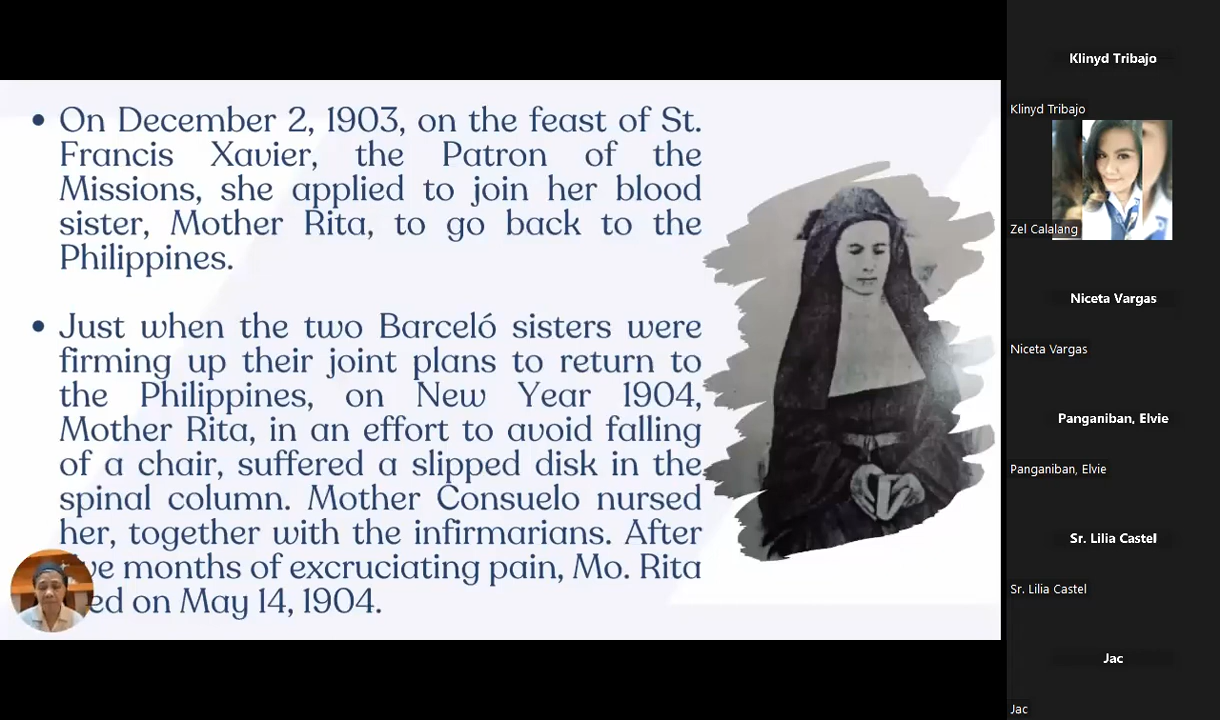 • On December 2, 1903, on the feast of St.
Francis Xavier, the Patron of the
Missions, she applied to join her blood
sister, Mother Rita, to go back to the
Philippines.
• Just when the two Barceló sisters were
firming up their joint plans to return to
the Philippines, on New Year 1904,
Mother Rita, in an effort to avoid falling
of a chair, suffered a slipped disk in the
spinal column. Mother Consuelo nursed
her, together with the infirmarians. After
months of excruciating pain, Mo. Rita
on May 14, 1904.
Klinyd Tribajo
Klinyd Tribajo
Zel Calalang
Niceta Vargas
Niceta Vargas
Panganiban, Elvie
Panganiban, Elvie
Sr. Lilia Castel
Sr. Lilia Castel
Jac
Jac